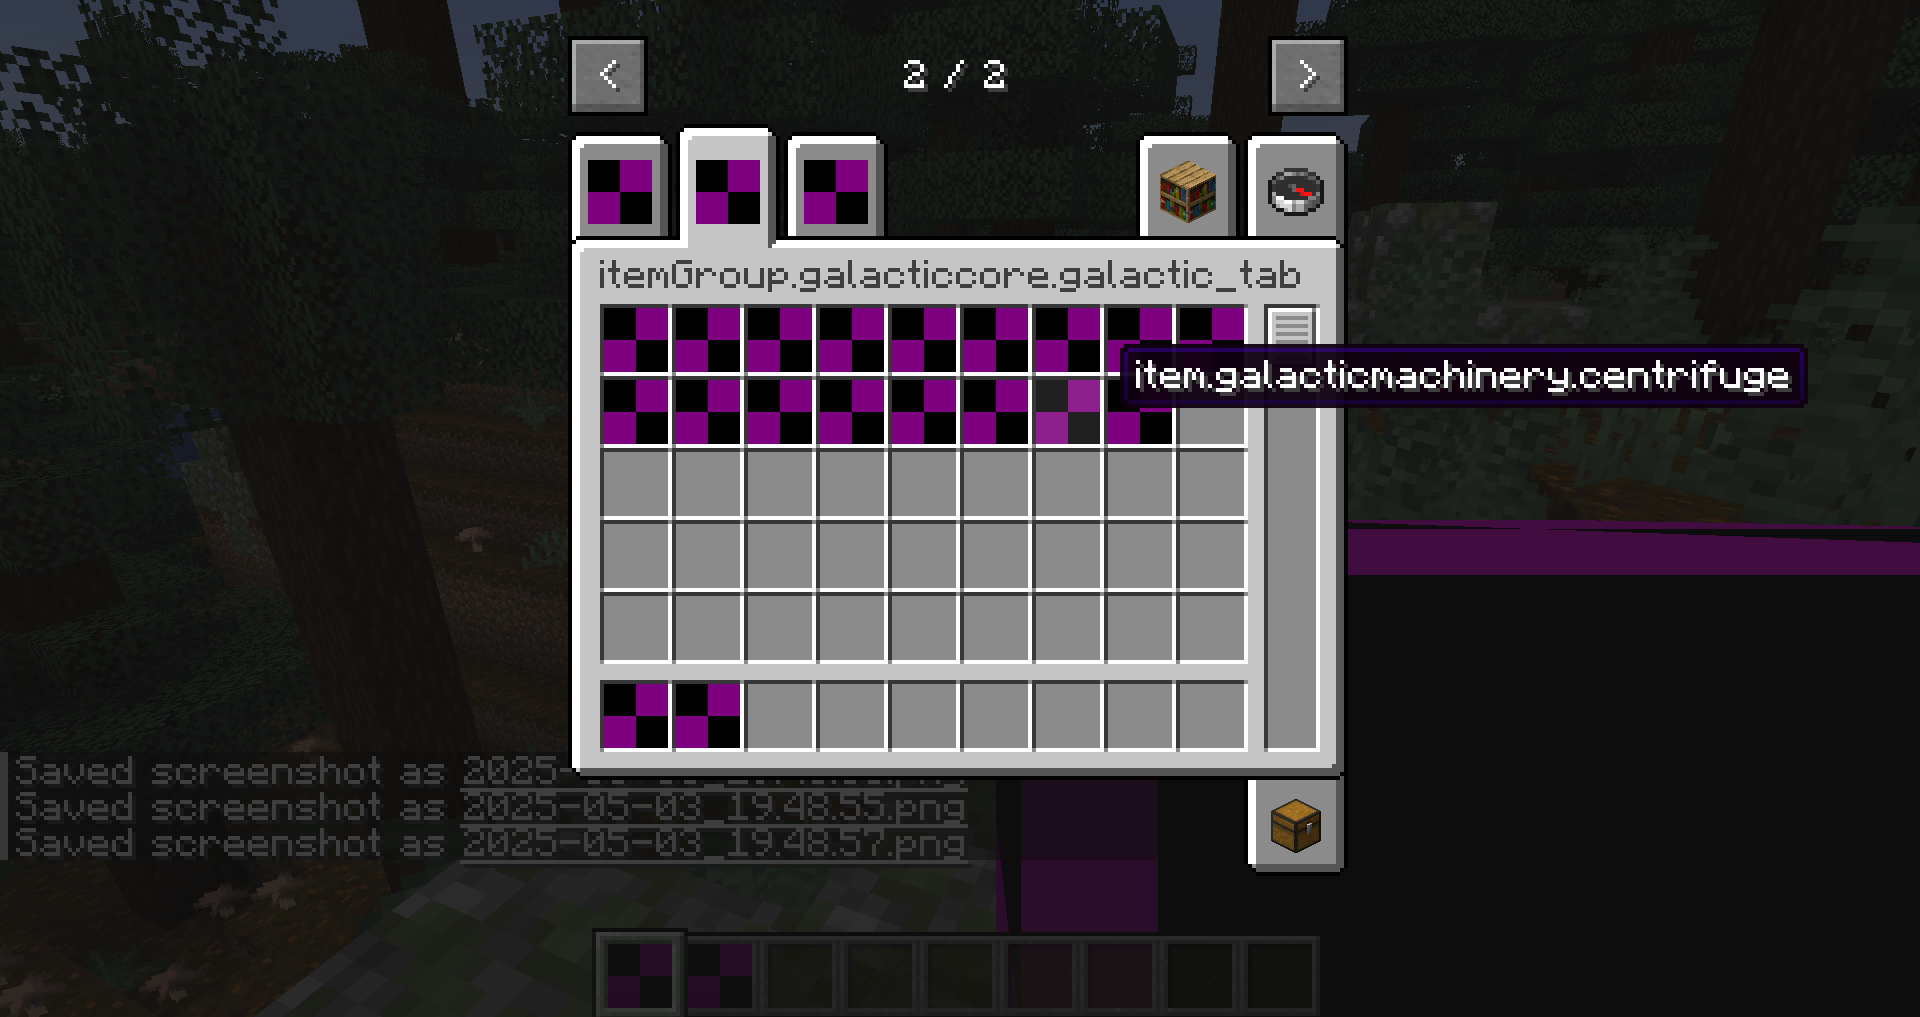 < 2 / 2 >
itemGroup.galacticcore.galactic_tab
item.galacticmachinery.centrifuge
Saved screenshot as 2025-
Saved screenshot as 2025-05-03_19.48.55.png
Saved screenshot as 2025-05-03_19.48.57.png